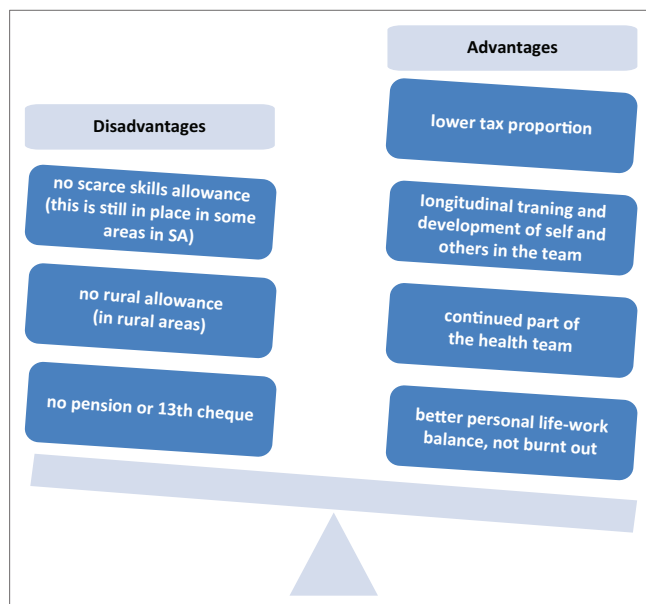 Disadvantages
no scarce skills allowance
(this is still in place in some
areas in SA)
no rural allowance
(in rural areas)
no pension or 13th cheque
Advantages
lower tax proportion
longitudinal traning and
development of self and
others in the team
continued part of
the health team
better personal life-work
balance, not burnt out